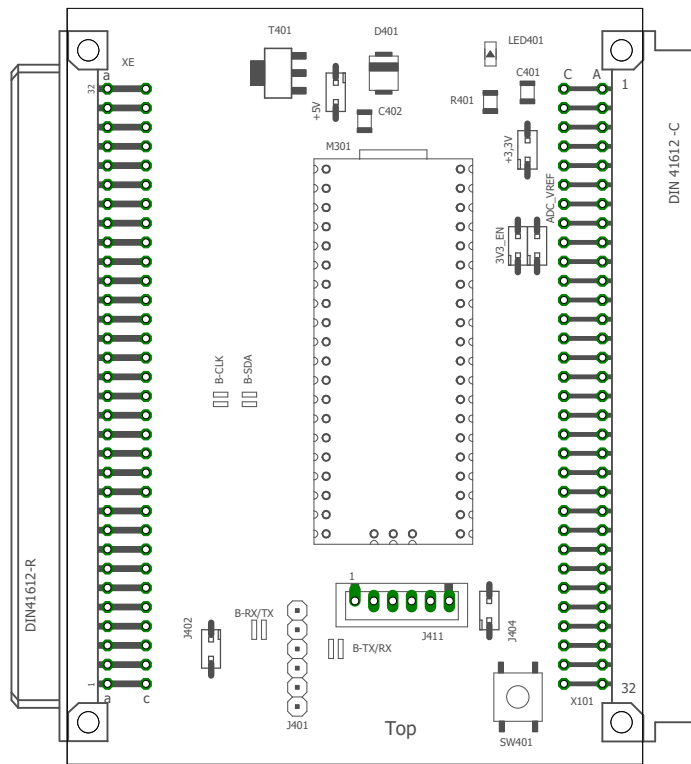 T401
D401
LED401
XE
a
32
+5V
C402
R401
C401
C A
1
+3,3V
DIN 41612 -C
M301
3V3_EN
ADC_VREF
B-CLK
B-SDA
DIN41612-R
1
B-RX/TX
J402
J411
J404
B-TX/RX
1
a
c
J401
Top
SW401
X101
32